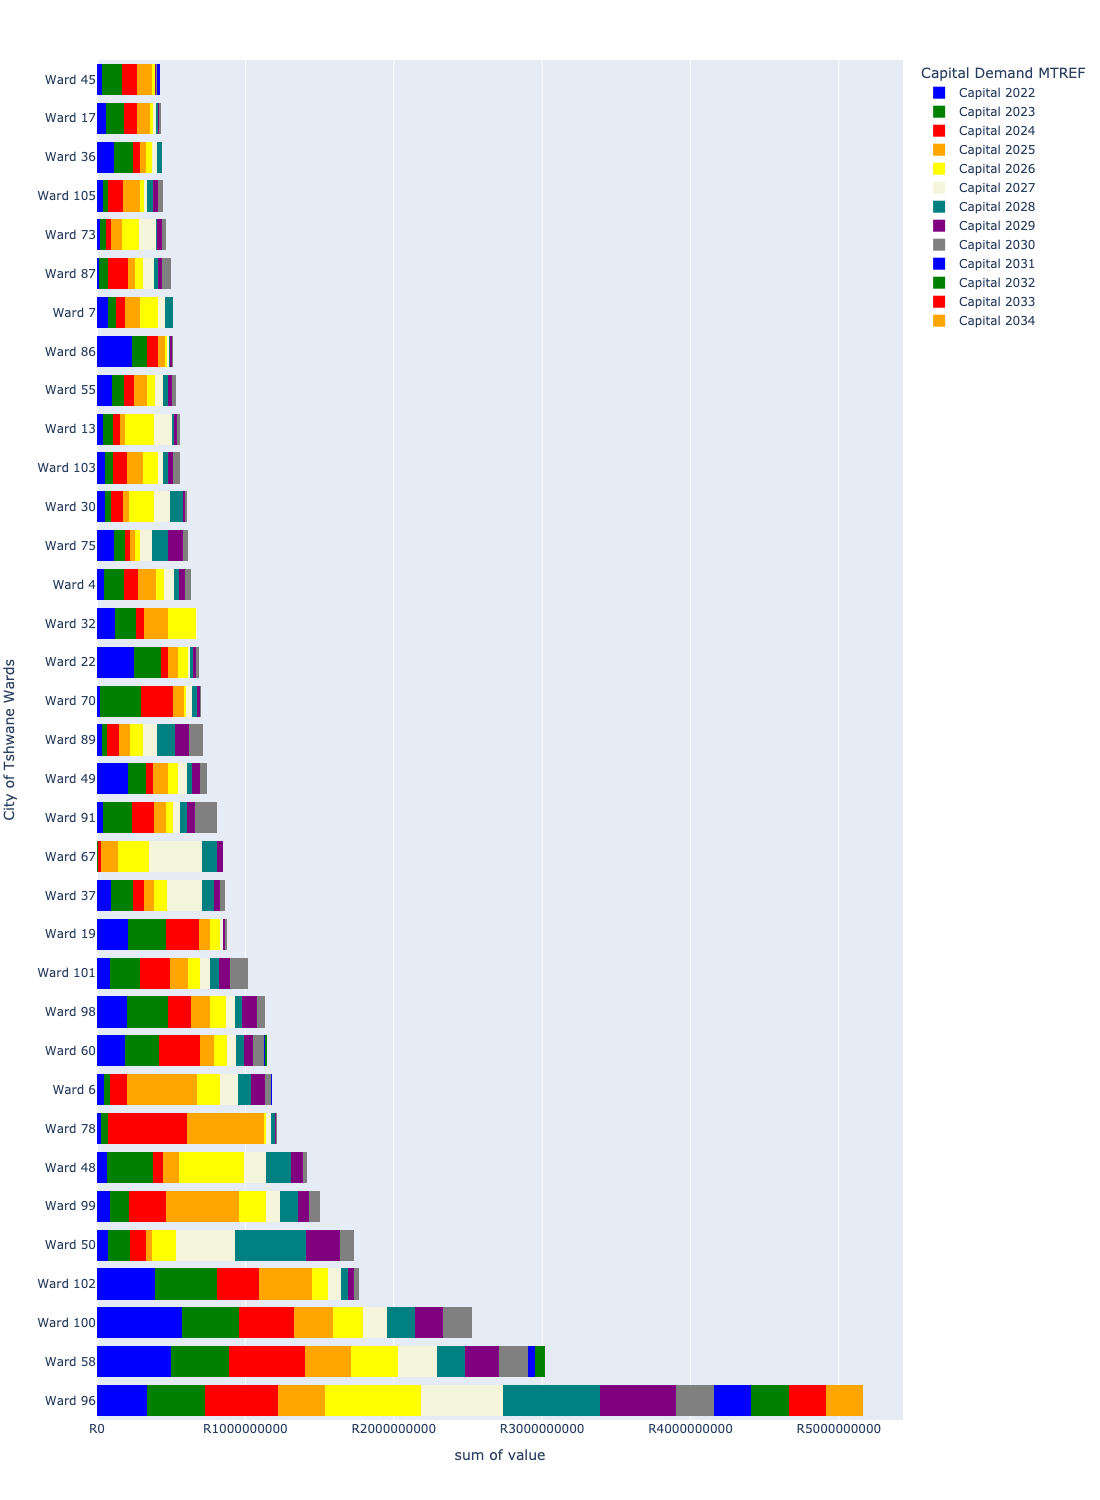 Capital Demand MTREF
Capital 2022
Capital 2023
Capital 2024
Capital 2025
Capital 2026
Capital 2027
Capital 2028
Capital 2029
Capital 2030
Capital 2031
Capital 2032
Capital 2033
Capital 2034
City of Tshwane Wards
Ward 45
Ward 17
Ward 36
Ward 105
Ward 73
Ward 87
Ward 7
Ward 86
Ward 55
Ward 13
Ward 103
Ward 30
Ward 75
Ward 4
Ward 32
Ward 22
Ward 70
Ward 89
Ward 49
Ward 91
Ward 67
Ward 37
Ward 19
Ward 101
Ward 98
Ward 60
Ward 6
Ward 78
Ward 48
Ward 99
Ward 50
Ward 102
Ward 100
Ward 58
Ward 96
R0 R1000000000 R2000000000 R3000000000 R4000000000 R5000000000
sum of value